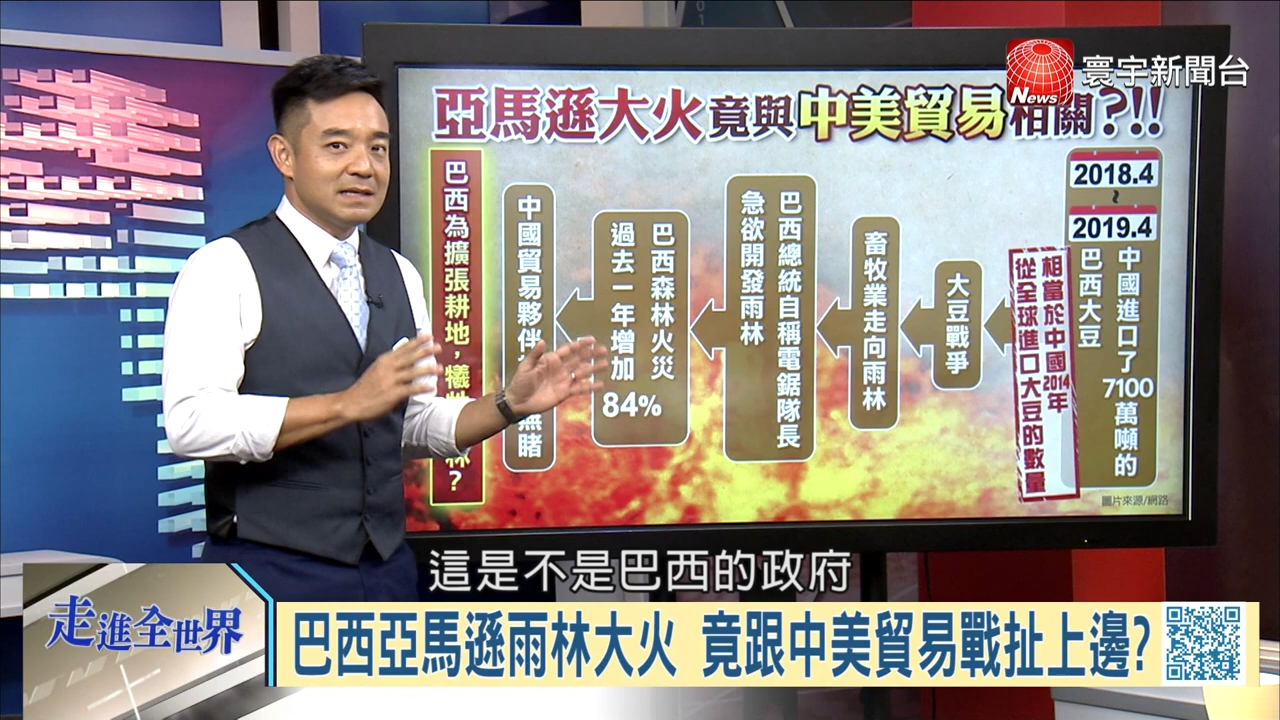 News
寰宇新聞台
亞馬遜大火竟與中美貿易相關?!!
2018.4
~
2019.4
中國進口了7100萬噸的
巴西大豆
相當於中國2014年
從全球進口大豆的數量
大豆戰爭
畜牧業走向雨林
巴西總統自稱電鋸隊長
急欲開發雨林
巴西森林火災
過去一年增加
84%
中國貿易夥伴 無睹
巴西為擴張耕地,犧 林?
圖片來源/網路
這是不是巴西的政府
走進全世界
巴西亞馬遜雨林大火 竟跟中美貿易戰扯上邊?